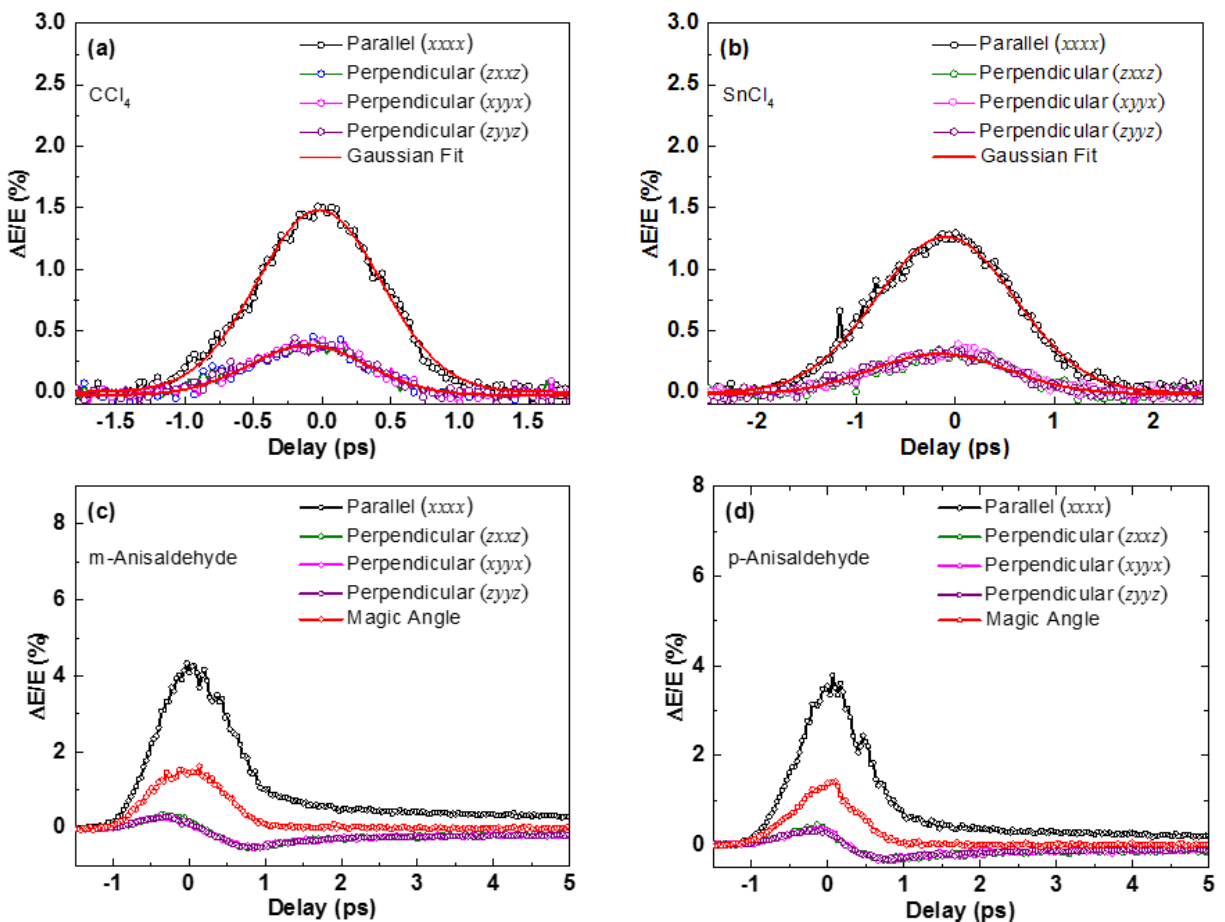 (a)
CCl4
Parallel (xxxx)
Perpendicular (zxxz)
Perpendicular (xyyx)
Perpendicular (zyyz)
Gaussian Fit
3.0
2.5
2.0
1.5
1.0
0.5
0.0
ΔE/E (%)
-1.5 -1.0 -0.5 0.0 0.5 1.0 1.5
Delay (ps)
(b)
SnCl4
Parallel (xxxx)
Perpendicular (zxxz)
Perpendicular (xyyx)
Perpendicular (zyyz)
Gaussian Fit
3.0
2.5
2.0
1.5
1.0
0.5
0.0
ΔE/E (%)
-2 -1 0 1 2
Delay (ps)
(c)
m-Anisaldehyde
Parallel (xxxx)
Perpendicular (zxxz)
Perpendicular (xyyx)
Perpendicular (zyyz)
Magic Angle
8
6
4
2
0
ΔE/E (%)
-1 0 1 2 3 4 5
Delay (ps)
(d)
p-Anisaldehyde
Parallel (xxxx)
Perpendicular (zxxz)
Perpendicular (xyyx)
Perpendicular (zyyz)
Magic Angle
8
6
4
2
0
ΔE/E (%)
-1 0 1 2 3 4 5
Delay (ps)